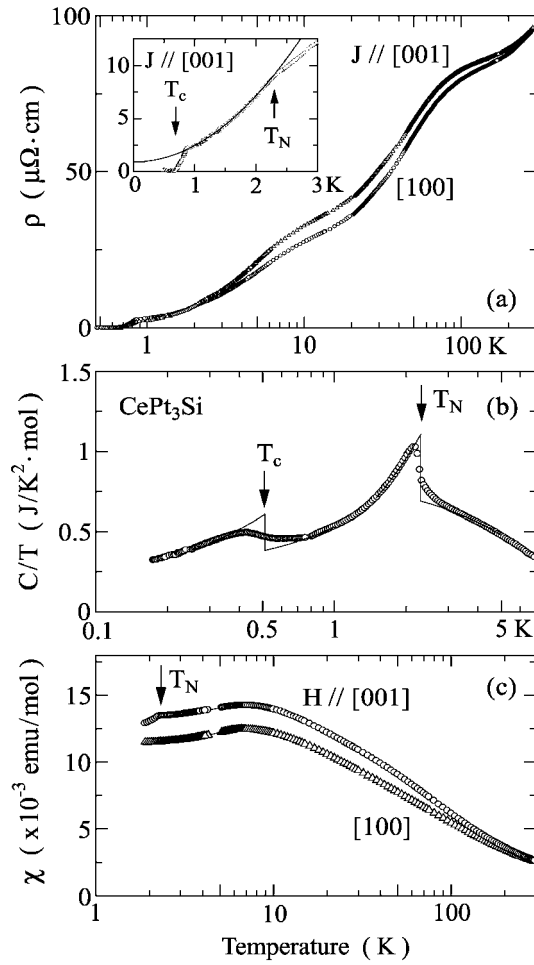 100
50
0
ρ ( μΩ·cm )
10
5
0
J // [001]
T_c
T_N
0
1
2
3K
J // [001]
[100]
(a)
1
10
100 K
1.5
1
0.5
0
C/T ( J/K²·mol )
CePt₃Si
(b)
T_N
T_c
0.1
0.5
1
5 K
15
10
5
0
χ ( x10⁻³ emu/mol )
T_N
H // [001]
(c)
[100]
1
10
100
Temperature ( K )